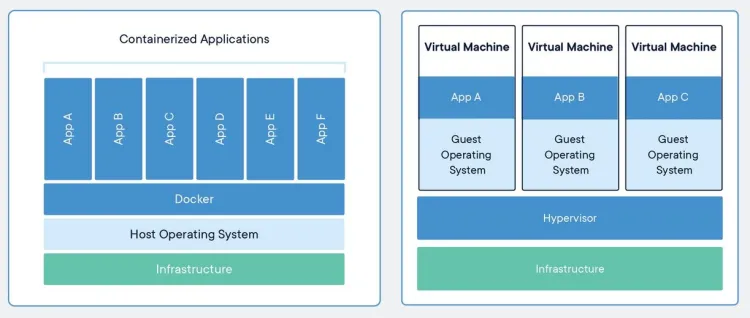 Containerized Applications
App A
App B
App C
App D
App E
App F
Docker
Host Operating System
Infrastructure
Virtual Machine
App A
Guest
Operating
System
Virtual Machine
App B
Guest
Operating
System
Virtual Machine
App C
Guest
Operating
System
Hypervisor
Infrastructure